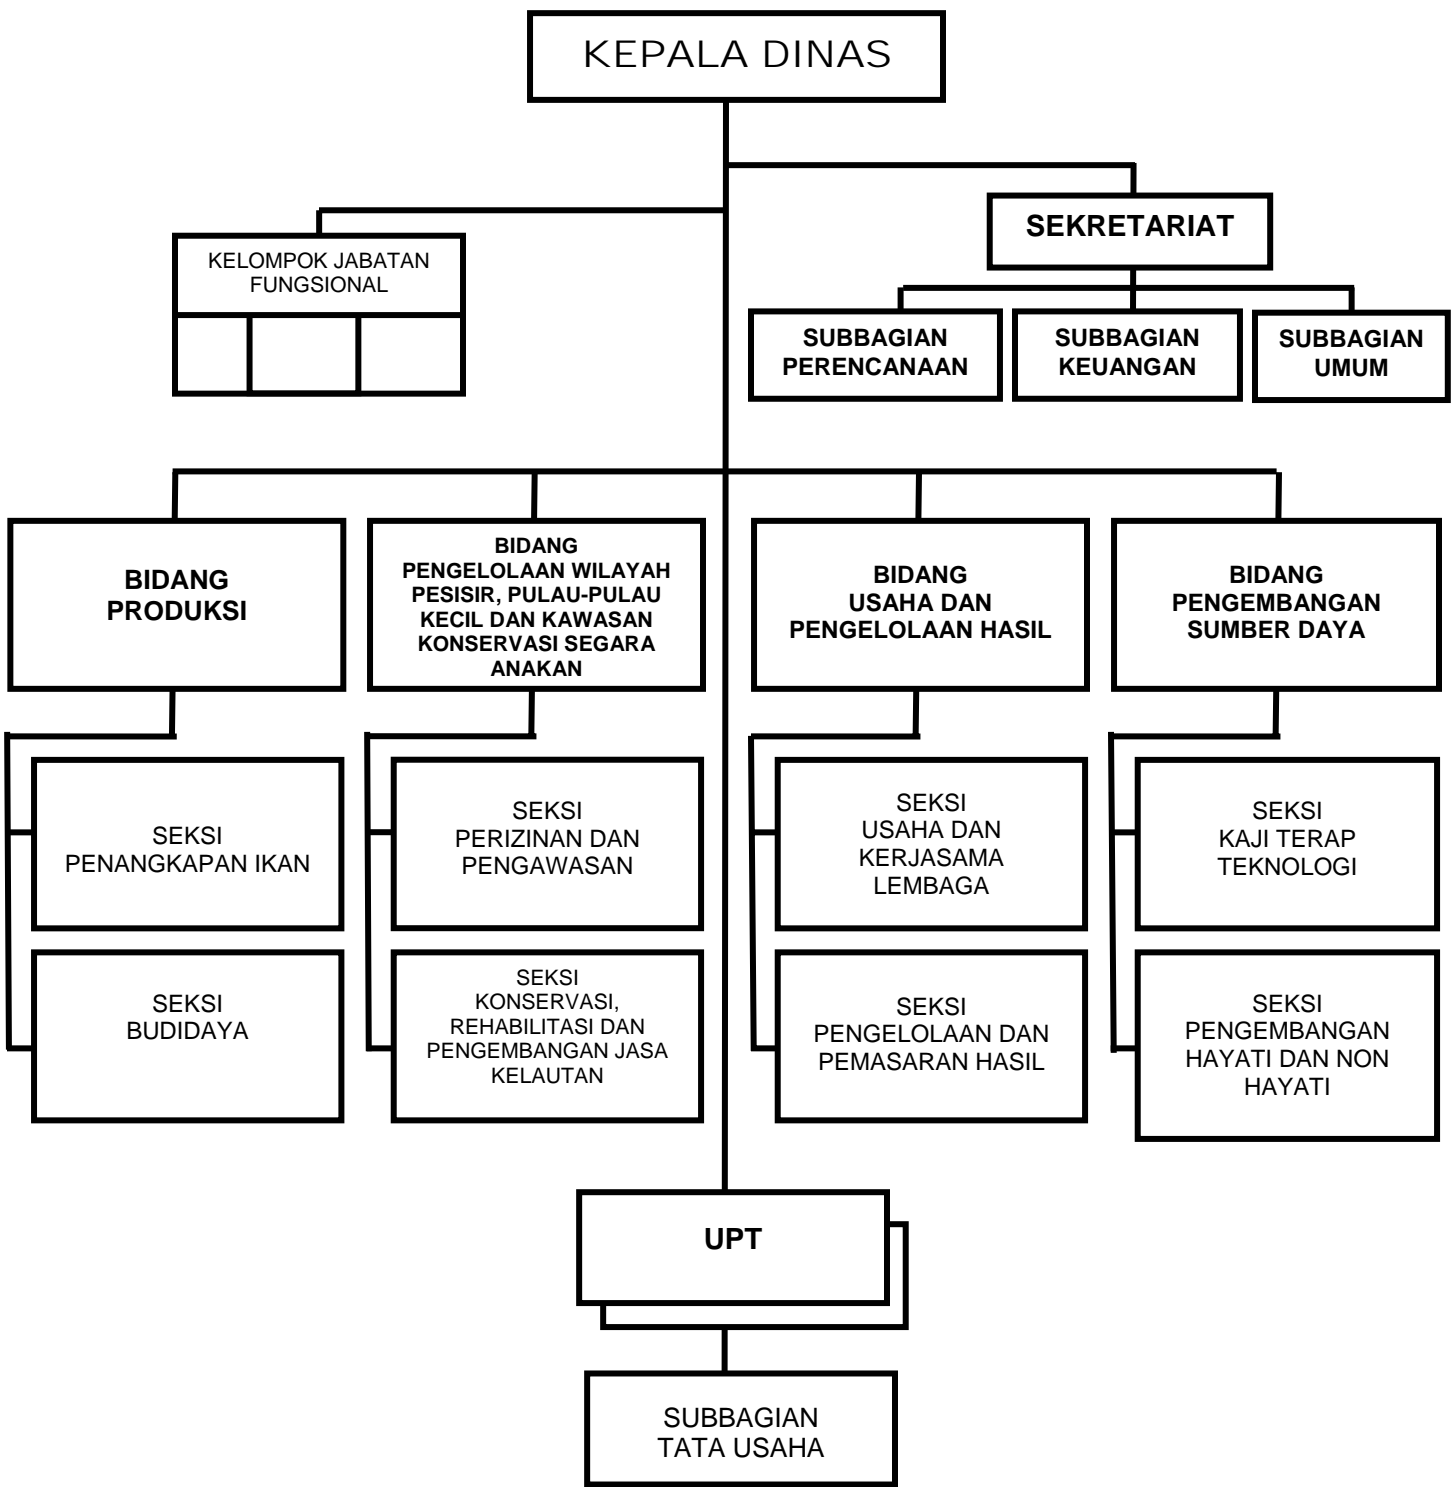 KEPALA DINAS
SEKRETARIAT
KELOMPOK JABATAN
FUNGSIONAL
SUBBAGIAN
PERENCANAAN
SUBBAGIAN
KEUANGAN
SUBBAGIAN
UMUM
BIDANG
PRODUKSI
BIDANG
PENGELOLAAN WILAYAH
PESISIR, PULAU-PULAU
KECIL DAN KAWASAN
KONSERVASI SEGARA
ANAKAN
BIDANG
USAHA DAN
PENGELOLAAN HASIL
BIDANG
PENGEMBANGAN
SUMBER DAYA
SEKSI
PENANGKAPAN IKAN
SEKSI
PERIZINAN DAN
PENGAWASAN
SEKSI
USAHA DAN
KERJASAMA
LEMBAGA
SEKSI
KAJI TERAP
TEKNOLOGI
SEKSI
BUDIDAYA
SEKSI
KONSERVASI,
REHABILITASI DAN
PENGEMBANGAN JASA
KELAUTAN
SEKSI
PENGELOLAAN DAN
PEMASARAN HASIL
SEKSI
PENGEMBANGAN
HAYATI DAN NON
HAYATI
UPT
SUBBAGIAN
TATA USAHA